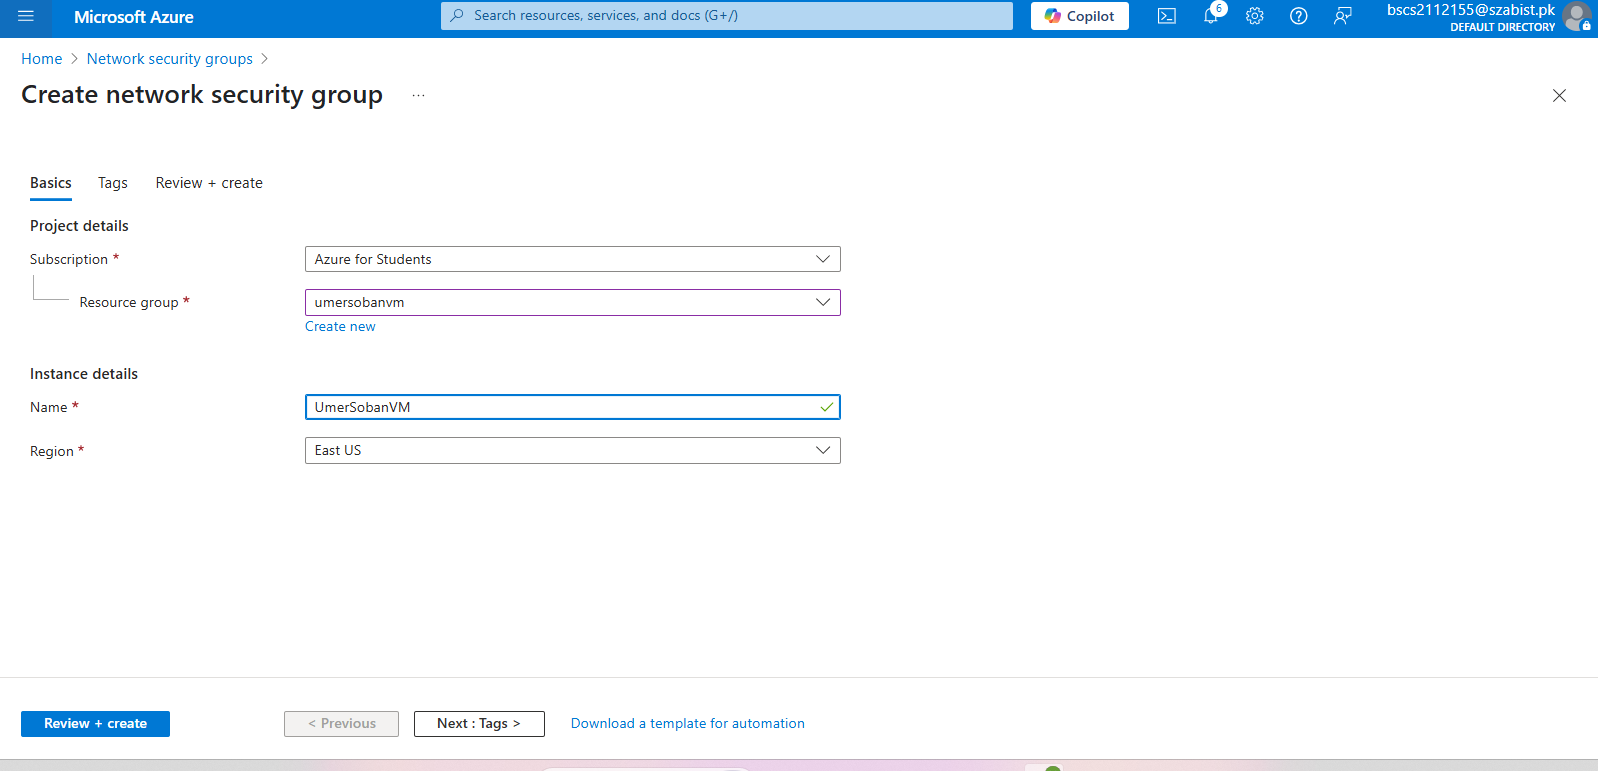 Microsoft Azure
Search resources, services, and docs (G+/)
Copilot
6
bscs2112155@szabist.pk
DEFAULT DIRECTORY
Home > Network security groups >
Create network security group ...
Basics Tags Review + create
Project details
Subscription * Azure for Students
Resource group * umersobanvm
Create new
Instance details
Name * UmerSobanVM
Region * East US
Review + create < Previous Next : Tags > Download a template for automation